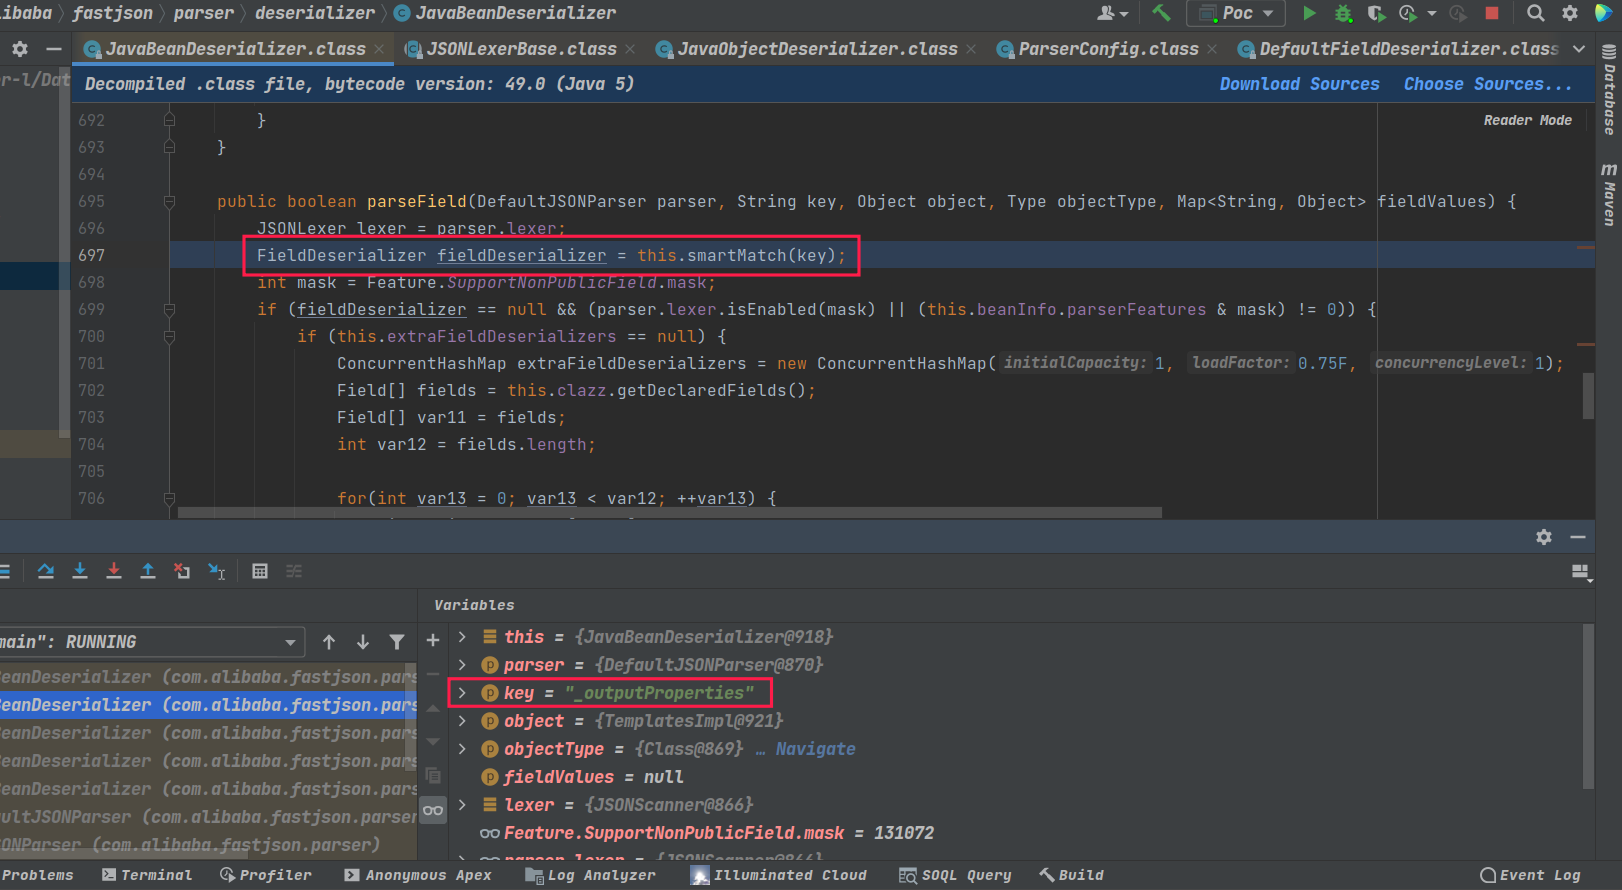 libaba > fastjson > parser > deserializer > JavaBeanDeserializer
Poc
JavaBeanDeserializer.class
JSONLexerBase.class
JavaObjectDeserializer.class
ParserConfig.class
DefaultFieldDeserializer.class
r-l/Dat
Decompiled .class file, bytecode version: 49.0 (Java 5)
Download Sources
Choose Sources...
Reader Mode
Database
Maven
692 }
693 }
694
695 public boolean parseField(DefaultJSONParser parser, String key, Object object, Type objectType, Map<String, Object> fieldValues) {
696 JSONLexer lexer = parser.lexer;
697 FieldDeserializer fieldDeserializer = this.smartMatch(key);
698 int mask = Feature.SupportNonPublicField.mask;
699 if (fieldDeserializer == null && (parser.lexer.isEnabled(mask) || (this.beanInfo.parserFeatures & mask) != 0)) {
700 if (this.extraFieldDeserializers == null) {
701 ConcurrentHashMap extraFieldDeserializers = new ConcurrentHashMap( initialCapacity: 1, loadFactor: 0.75F, concurrencyLevel: 1);
702 Field[] fields = this.clazz.getDeclaredFields();
703 Field[] var11 = fields;
704 int var12 = fields.length;
705
706 for(int var13 = 0; var13 < var12; ++var13) {
Variables
main": RUNNING
BeanDeserializer (com.alibaba.fastjson.pars
BeanDeserializer (com.alibaba.fastjson.pars
BeanDeserializer (com.alibaba.fastjson.pars
BeanDeserializer (com.alibaba.fastjson.pars
BeanDeserializer (com.alibaba.fastjson.pars
ultJSONParser (com.alibaba.fastjson.parser
ONParser (com.alibaba.fastjson.parser)
this = {JavaBeanDeserializer@918}
parser = {DefaultJSONParser@870}
key = "_outputProperties"
object = {TemplatesImpl@921}
objectType = {Class@869} … Navigate
fieldValues = null
lexer = {JSONScanner@866}
Feature.SupportNonPublicField.mask = 131072
parser.lexer = {JSONScanner@866}
Problems
Terminal
Profiler
Anonymous Apex
Log Analyzer
Illuminated Cloud
SOQL Query
Build
Event Log